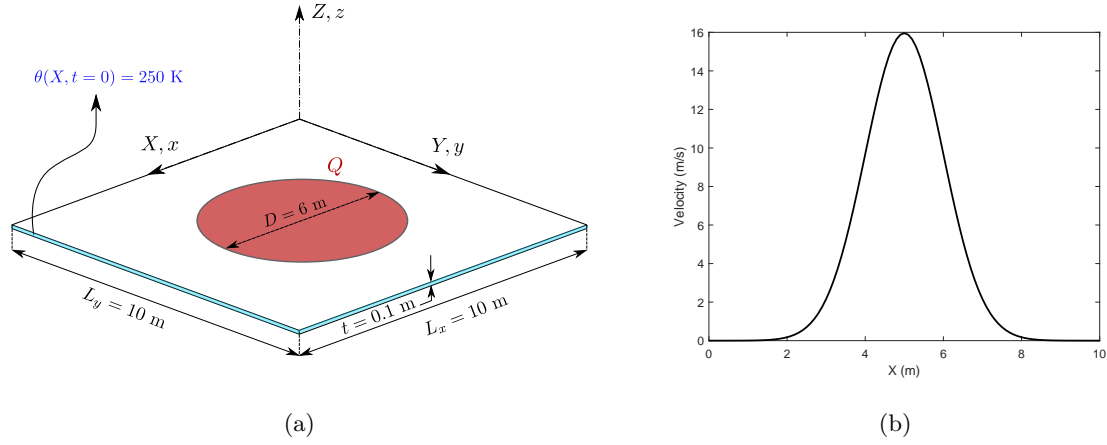 Z, z
θ(X, t = 0) = 250 K
X, x
Y, y
Q
D = 6 m
t = 0.1 m
L_y = 10 m
L_x = 10 m
(a)
16
14
12
10
8
6
4
2
0
Velocity (m/s)
0 2 4 6 8 10
X (m)
(b)